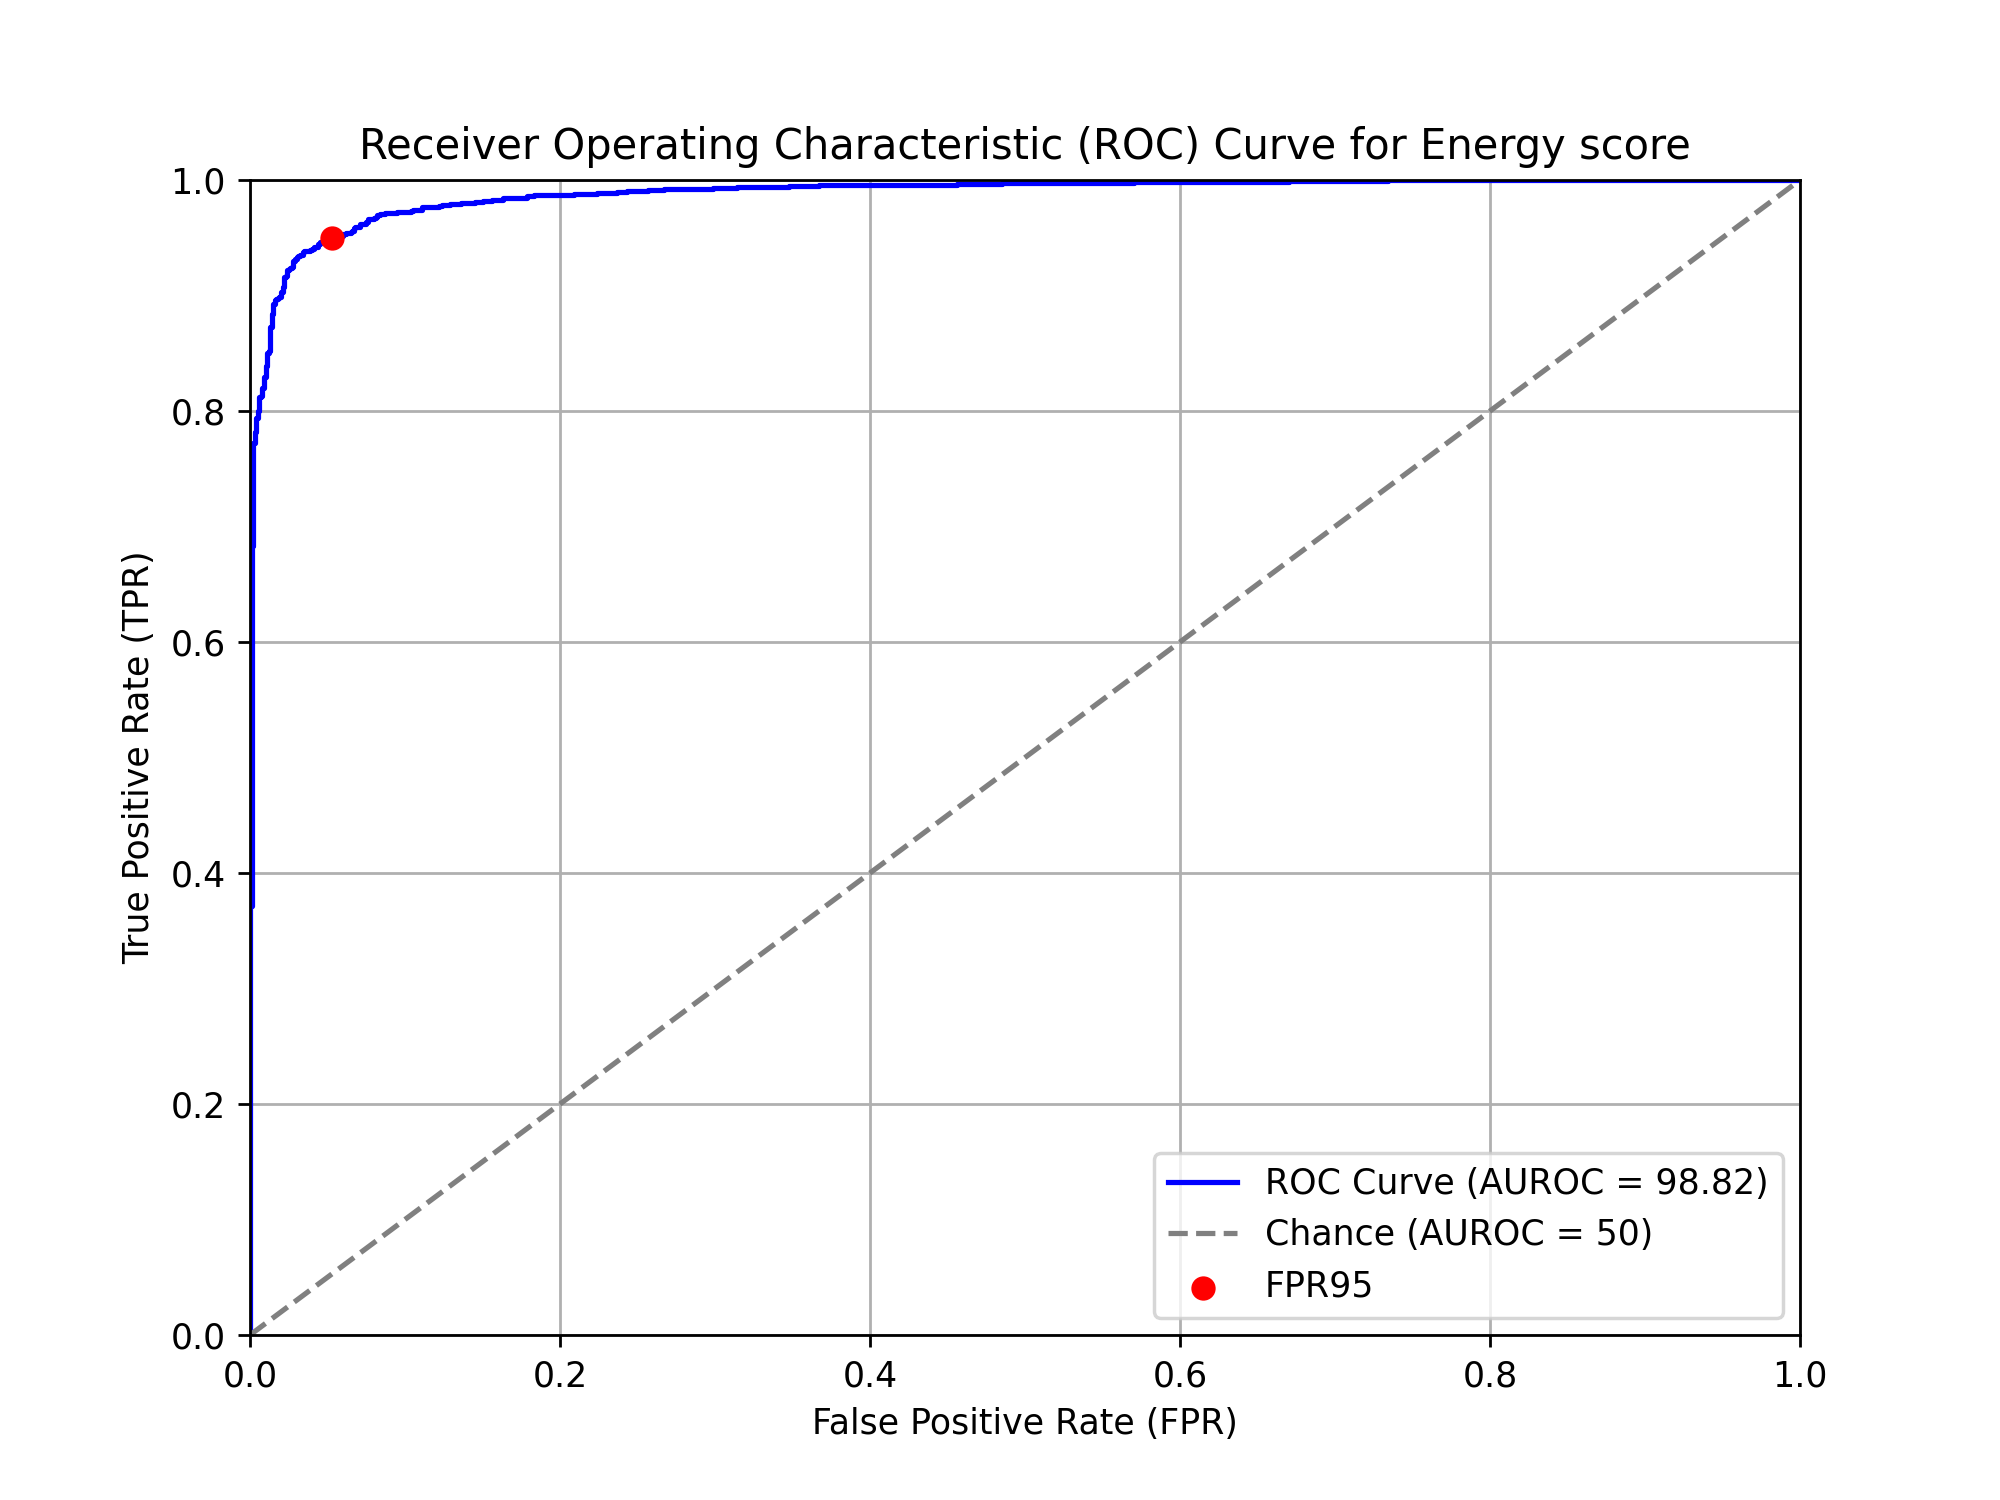 Receiver Operating Characteristic (ROC) Curve for Energy score
1.0
0.8
0.6
0.4
0.2
0.0
True Positive Rate (TPR)
ROC Curve (AUROC = 98.82)
Chance (AUROC = 50)
FPR95
0.0 0.2 0.4 0.6 0.8 1.0
False Positive Rate (FPR)